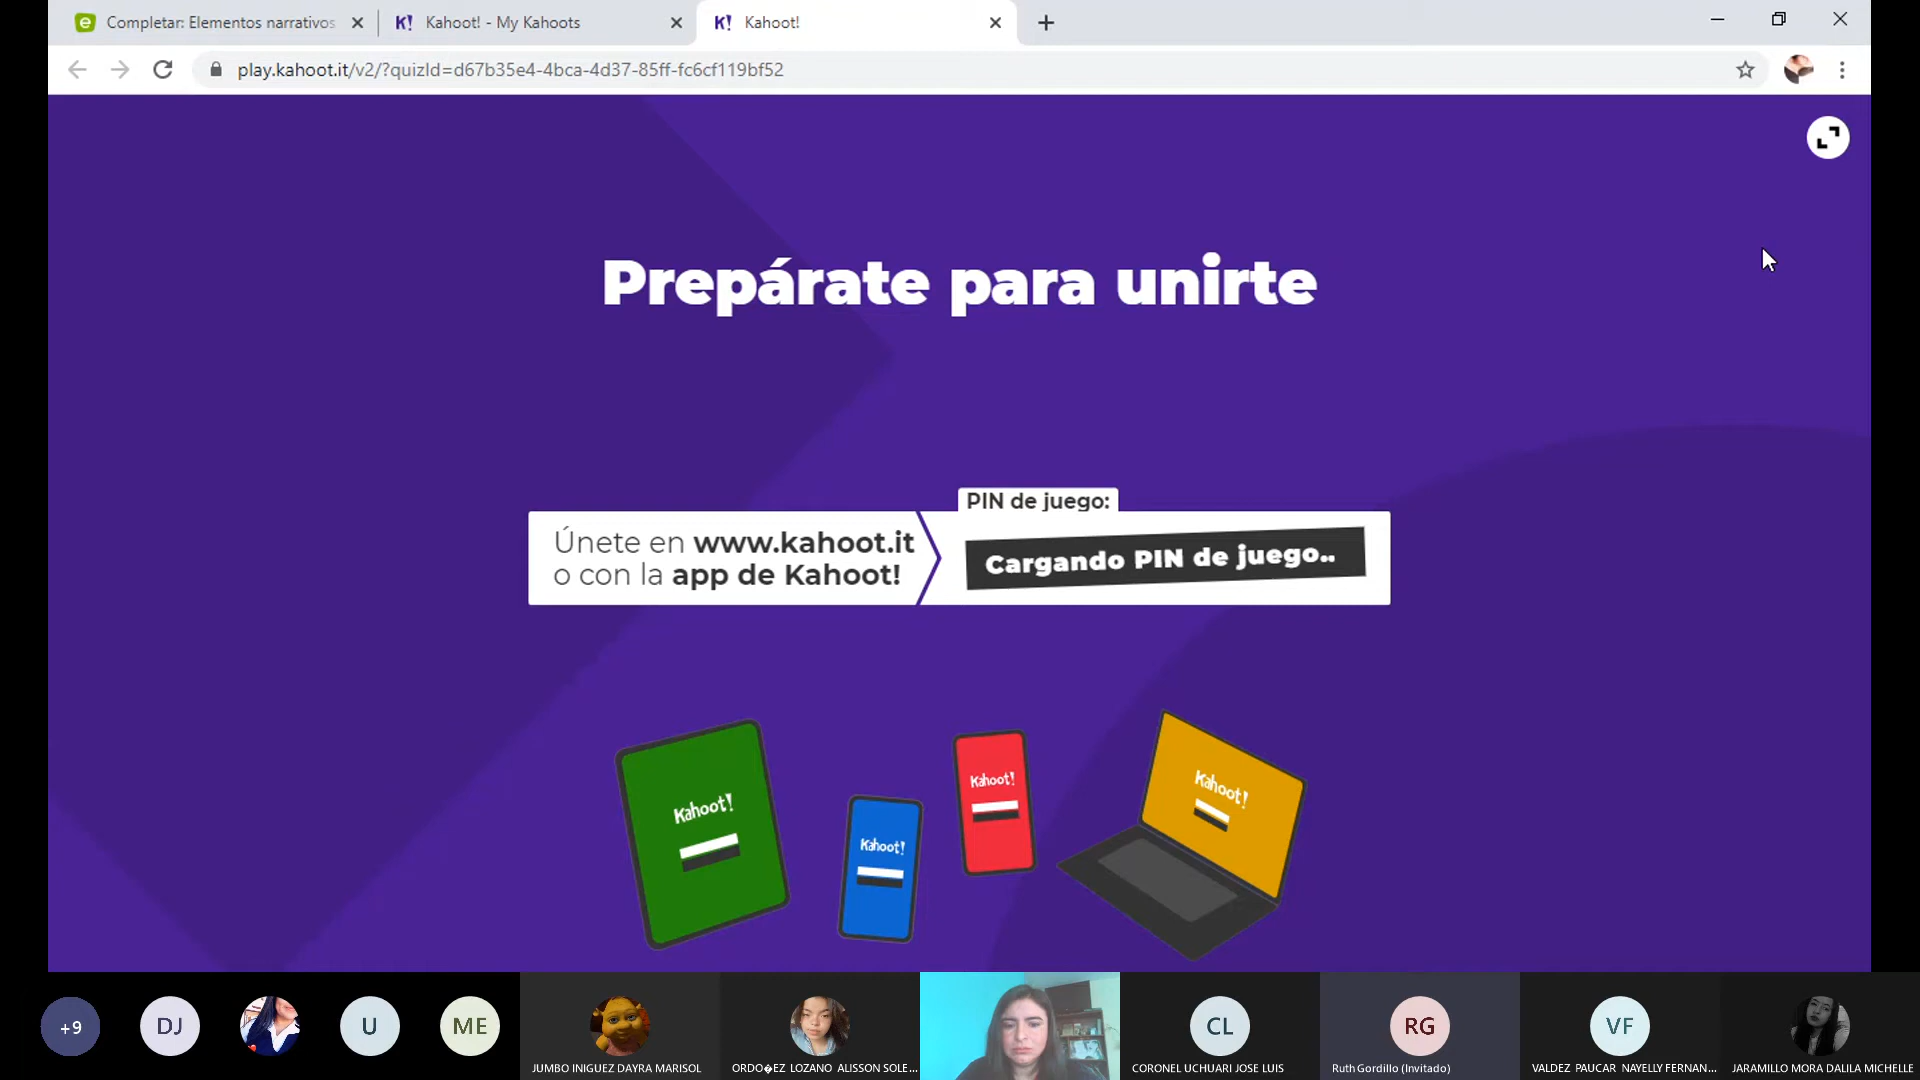 Completar: Elementos narrativos
Kahoot! - My Kahoots
Kahoot!
play.kahoot.it/v2/?quizId=d67b35e4-4bca-4d37-85ff-fc6cf119bf52
Prepárate para unirte
PIN de juego:
Únete en www.kahoot.it
o con la app de Kahoot!
Cargando PIN de juego..
Kahoot!
Kahoot!
Kahoot!
Kahoot!
+9
DJ
U
ME
CL
RG
VF
JUMBO INIGUEZ DAYRA MARISOL
ORDO�EZ LOZANO ALISSON SOLE...
CORONEL UCHUARI JOSE LUIS
Ruth Gordillo (Invitado)
VALDEZ PAUCAR NAYELLY FERNAN...
JARAMILLO MORA DALILA MICHELLE